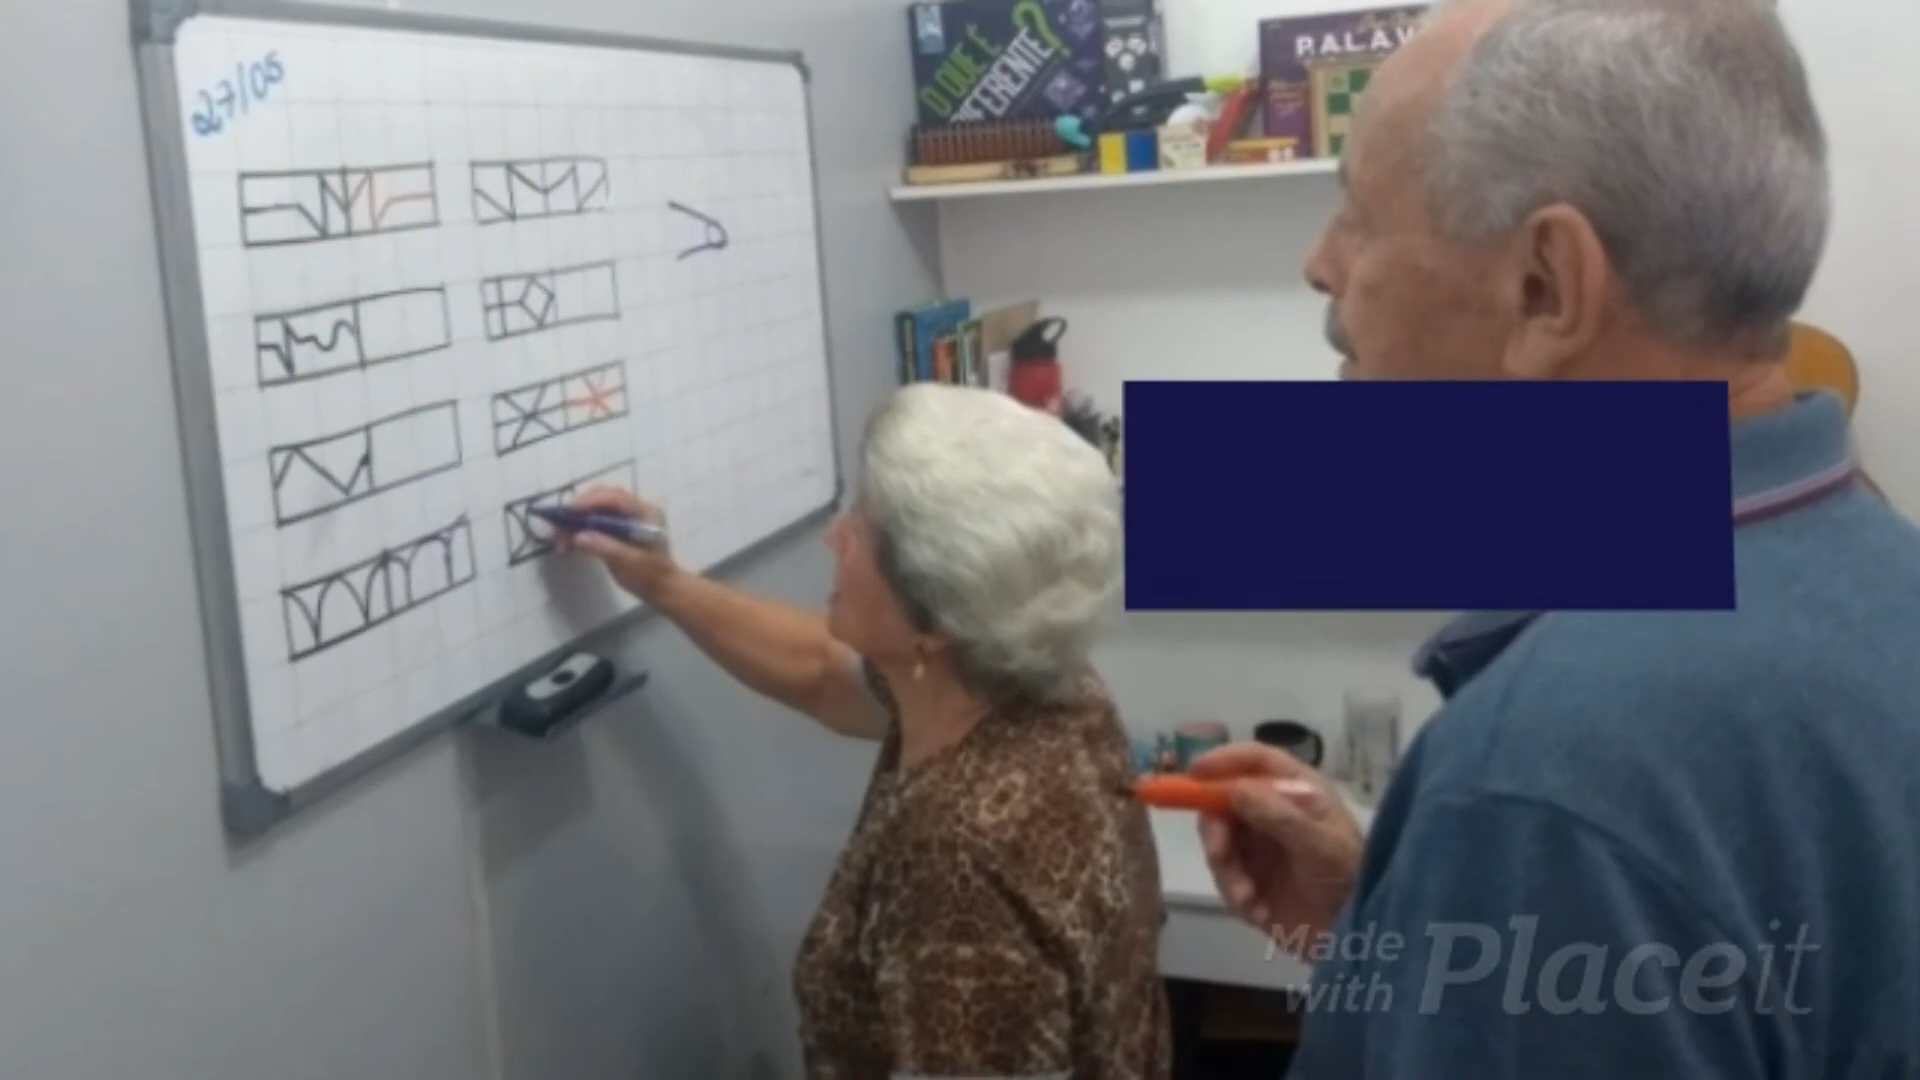 27/05
O QUE É
DIFERENTE?
PALAV
Made
with Placeit